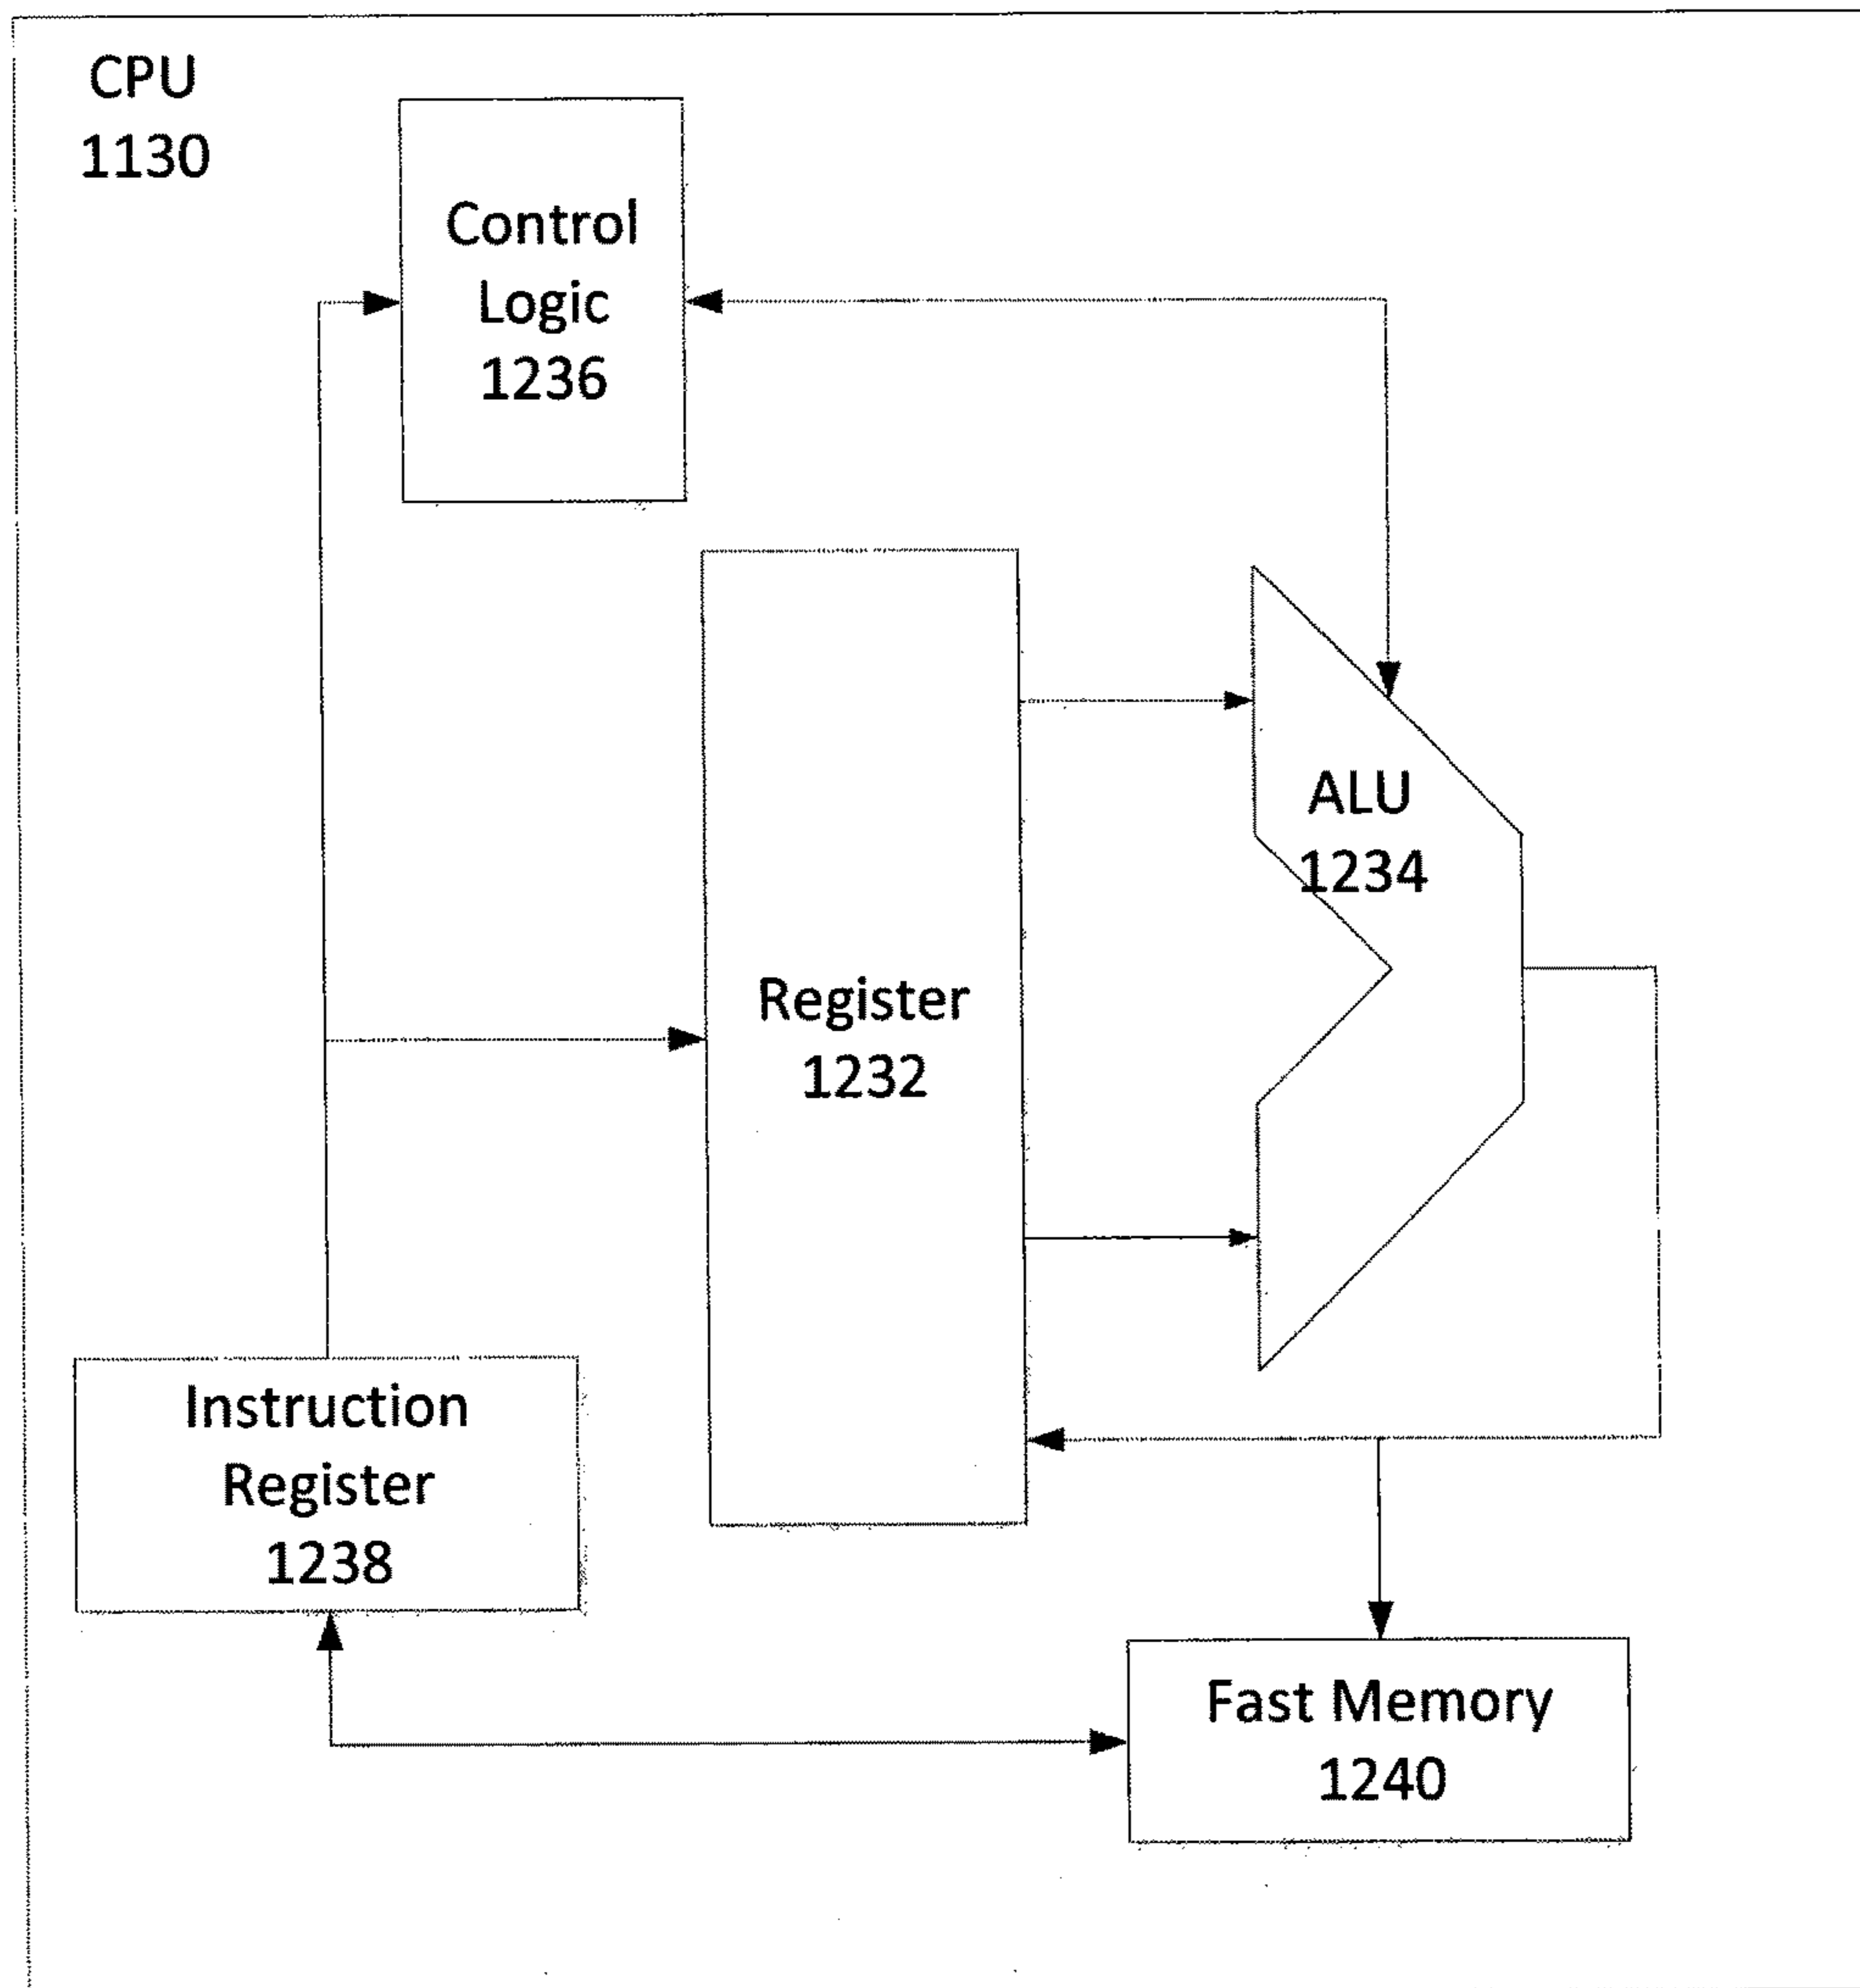 CPU
1130
Control
Logic
1236
ALU
1234
Register
1232
Instruction
Register
1238
Fast Memory
1240